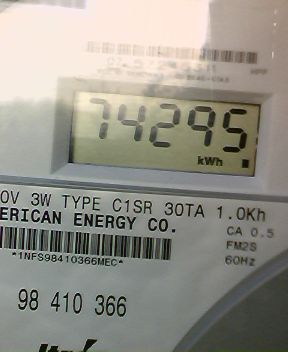 74295
kWh
0V 3W TYPE C1SR 30TA 1.0Kh
ERICAN ENERGY CO.
CA 0.5
FM2S
*1NFS98410366MEC*
60Hz
98 410 366